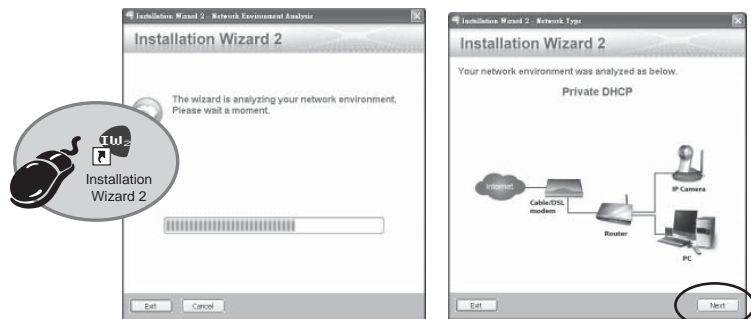 Installation Wizard 2 - Network Environment Analysis
Installation Wizard 2
The wizard is analyzing your network environment.
Please wait a moment.
IW2
Installation
Wizard 2
Exit
Cancel
Installation Wizard 2 - Network Type
Installation Wizard 2
Your network environment was analyzed as below.
Private DHCP
Internet
Cable/DSL
modem
Router
IP Camera
PC
Exit
Next